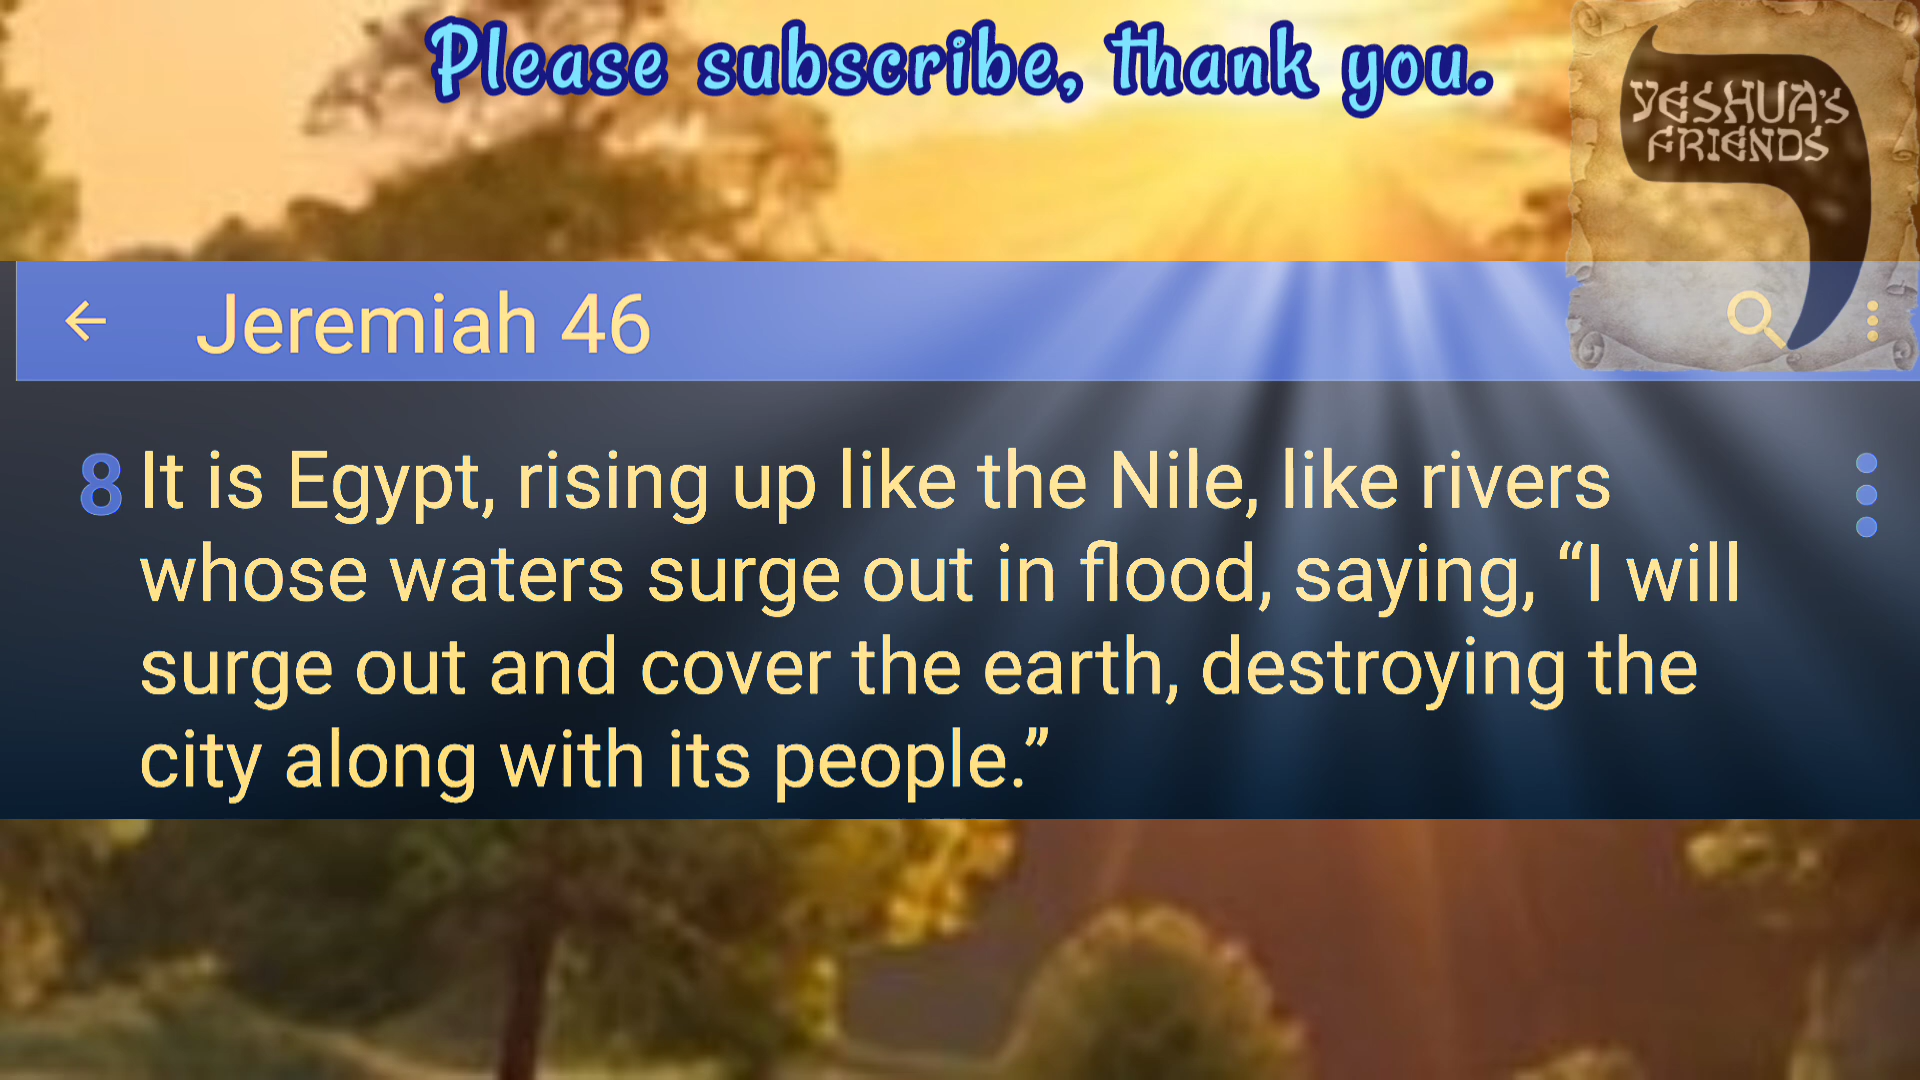 Please subscribe, thank you.
YESHUA'S
FRIENDS
Jeremiah 46
8 It is Egypt, rising up like the Nile, like rivers
whose waters surge out in flood, saying, “I will
surge out and cover the earth, destroying the
city along with its people.”